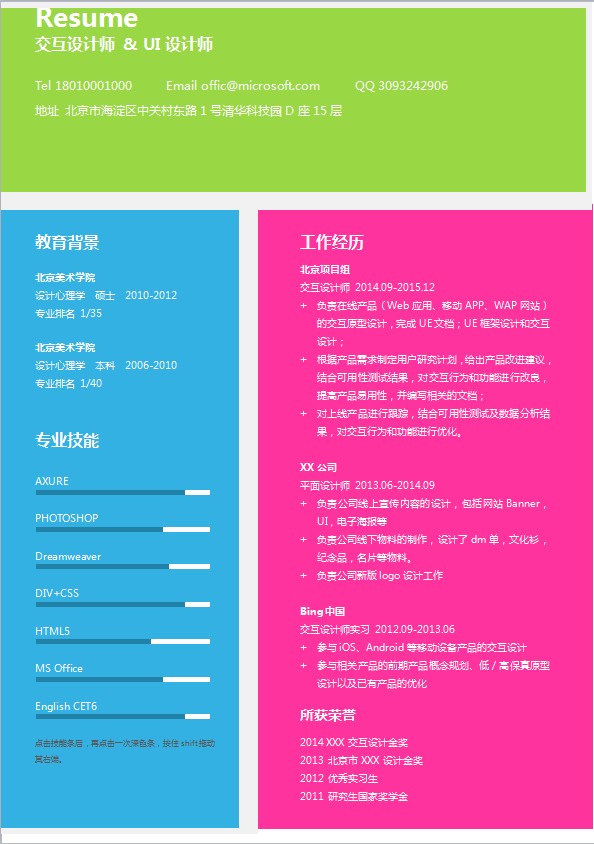 Resume
交互设计师 & UI 设计师
Tel 18010001000 Email offic@microsoft.com QQ 3093242906
地址 北京市海淀区中关村东路 1 号清华科技园 D 座 15 层
教育背景
北京美术学院
设计心理学 硕士 2010-2012
专业排名 1/35
北京美术学院
设计心理学 本科 2006-2010
专业排名 1/40
专业技能
AXURE
PHOTOSHOP
Dreamweaver
DIV+CSS
HTML5
MS Office
English CET6
点击技能条后，再点击一次深色条，按住 shift 拖动
其右端。
工作经历
北京项目组
交互设计师 2014.09-2015.12
+ 负责在线产品（Web 应用、移动 APP、WAP 网站）
的交互原型设计，完成 UE 文档；UE 框架设计和交互
设计；
+ 根据产品需求制定用户研究计划，给出产品改进建议，
结合可用性测试结果，对交互行为和功能进行改良，
提高产品易用性，并编写相关的文档；
+ 对上线产品进行跟踪，结合可用性测试及数据分析结
果，对交互行为和功能进行优化。
XX 公司
平面设计师 2013.06-2014.09
+ 负责公司线上宣传内容的设计，包括网站 Banner，
UI，电子海报等
+ 负责公司线下物料的制作，设计了 dm 单，文化衫，
纪念品，名片等物料。
+ 负责公司新版 logo 设计工作
Bing 中国
交互设计师实习 2012.09-2013.06
+ 参与 iOS、Android 等移动设备产品的交互设计
+ 参与相关产品的前期产品概念规划、低 / 高保真原型
设计以及已有产品的优化
所获荣誉
2014 XXX 交互设计金奖
2013 北京市 XXX 设计金奖
2012 优秀实习生
2011 研究生国家奖学金